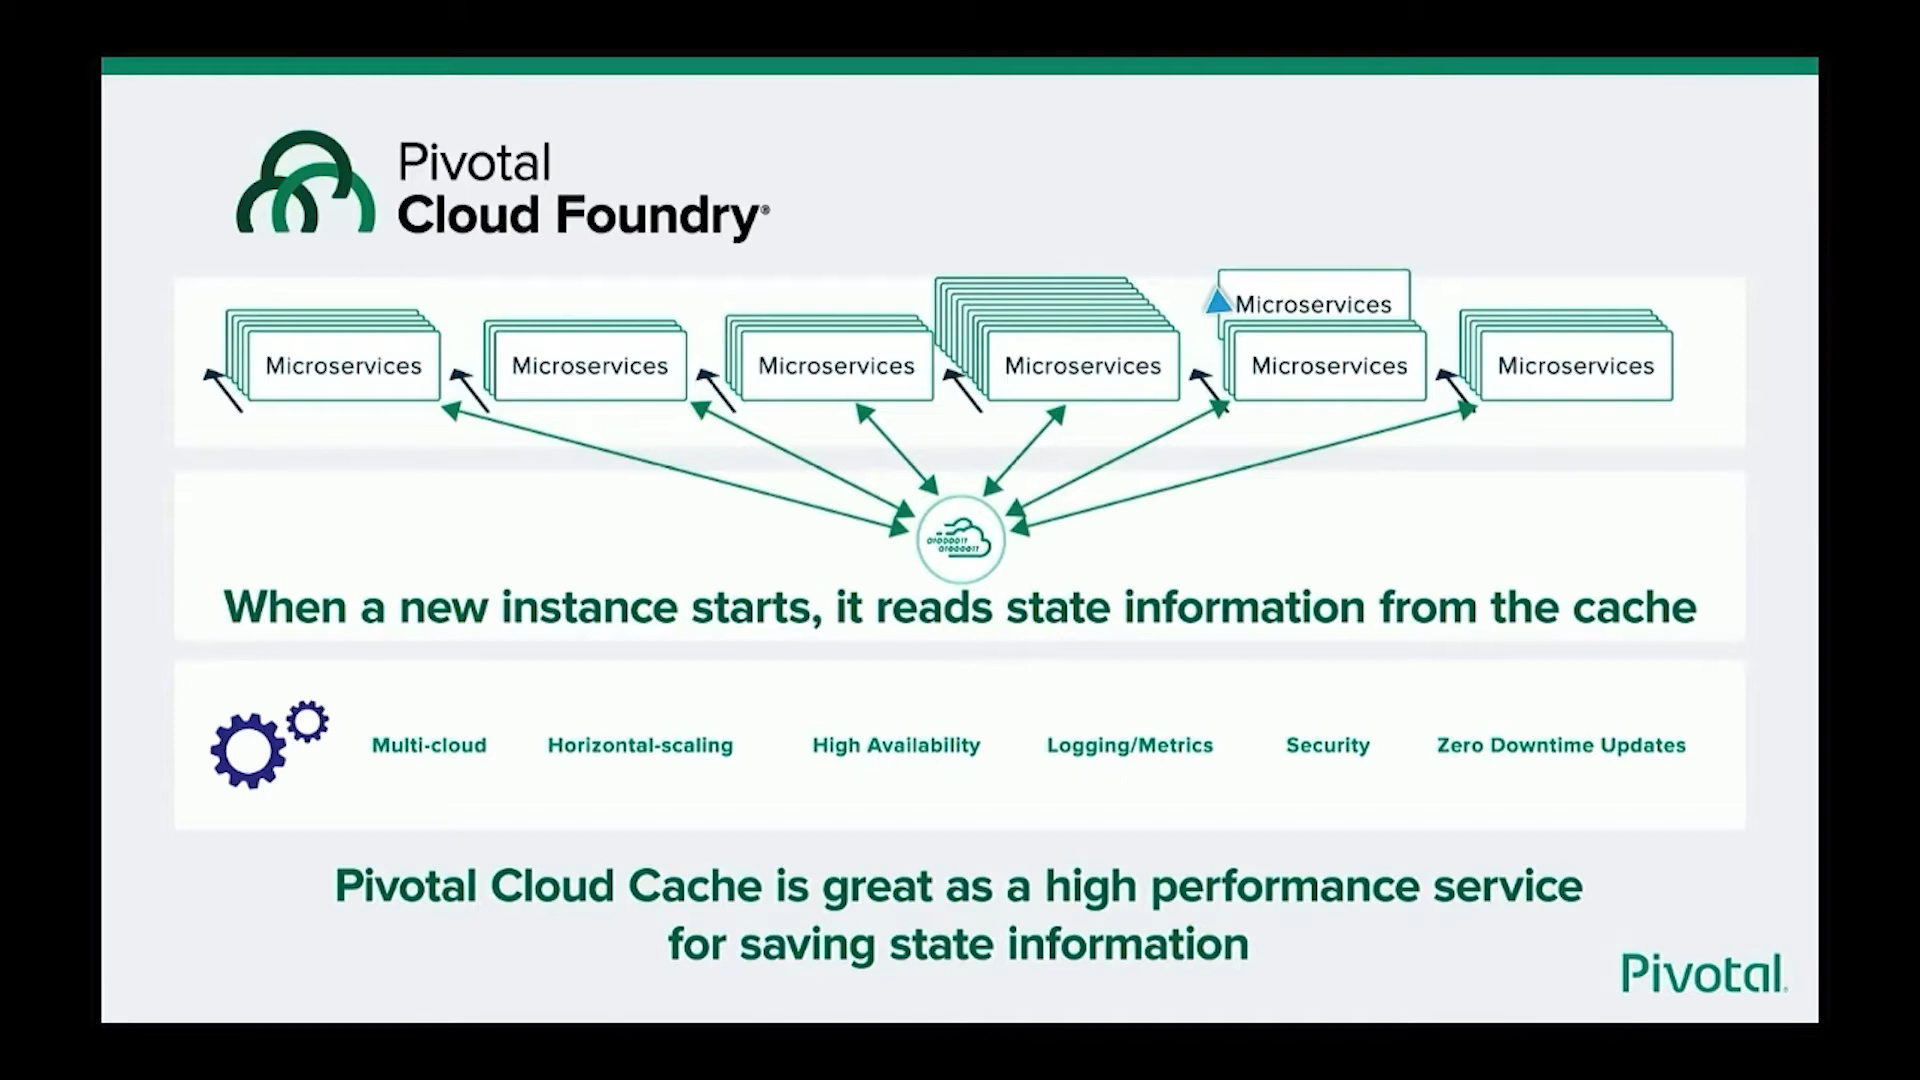 Pivotal
Cloud Foundry®
Microservices
Microservices
Microservices
Microservices
Microservices
Microservices
Microservices
When a new instance starts, it reads state information from the cache
Multi-cloud
Horizontal-scaling
High Availability
Logging/Metrics
Security
Zero Downtime Updates
Pivotal Cloud Cache is great as a high performance service
for saving state information
Pivotal